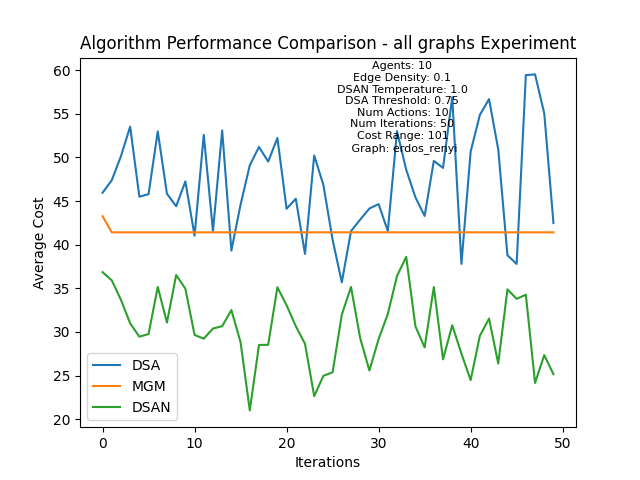 Algorithm Performance Comparison - all graphs Experiment
Agents: 10
Edge Density: 0.1
DSAN Temperature: 1.0
DSA Threshold: 0.75
Num Actions: 10
Num Iterations: 50
Cost Range: 101
Graph: erdos_renyi
60
55
50
45
40
35
30
25
20
Average Cost
DSA
MGM
DSAN
0
10
20
30
40
50
Iterations